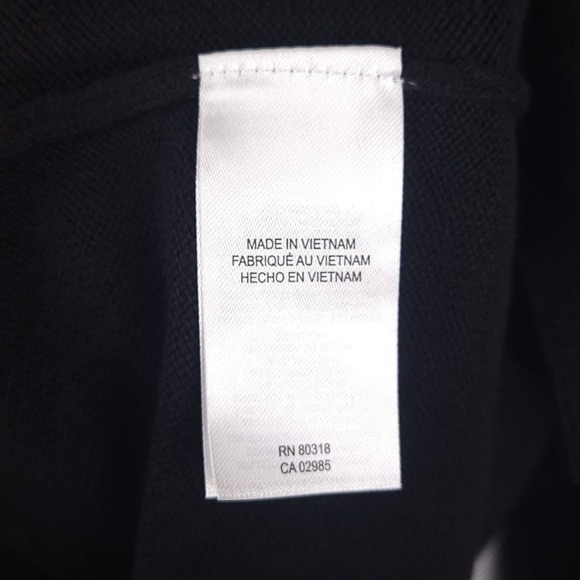 MADE IN VIETNAM
FABRIQUÉ AU VIETNAM
HECHO EN VIETNAM
RN 80318
CA 02985